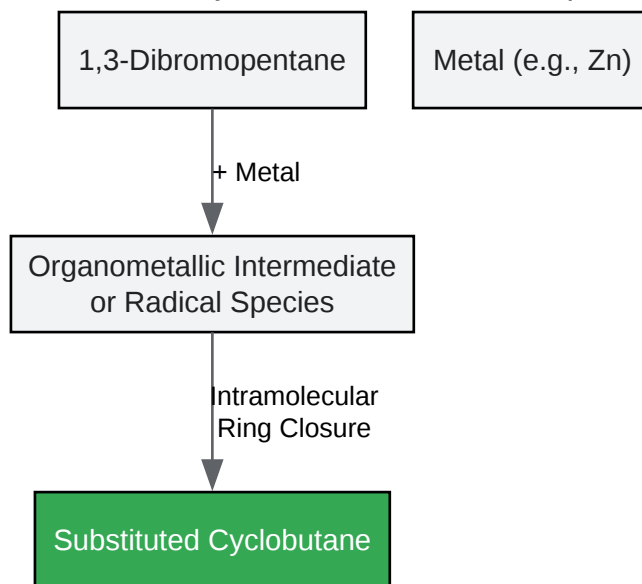 1,3-Dibromopentane
Metal (e.g., Zn)
+ Metal
Organometallic Intermediate
or Radical Species
Intramolecular
Ring Closure
Substituted Cyclobutane